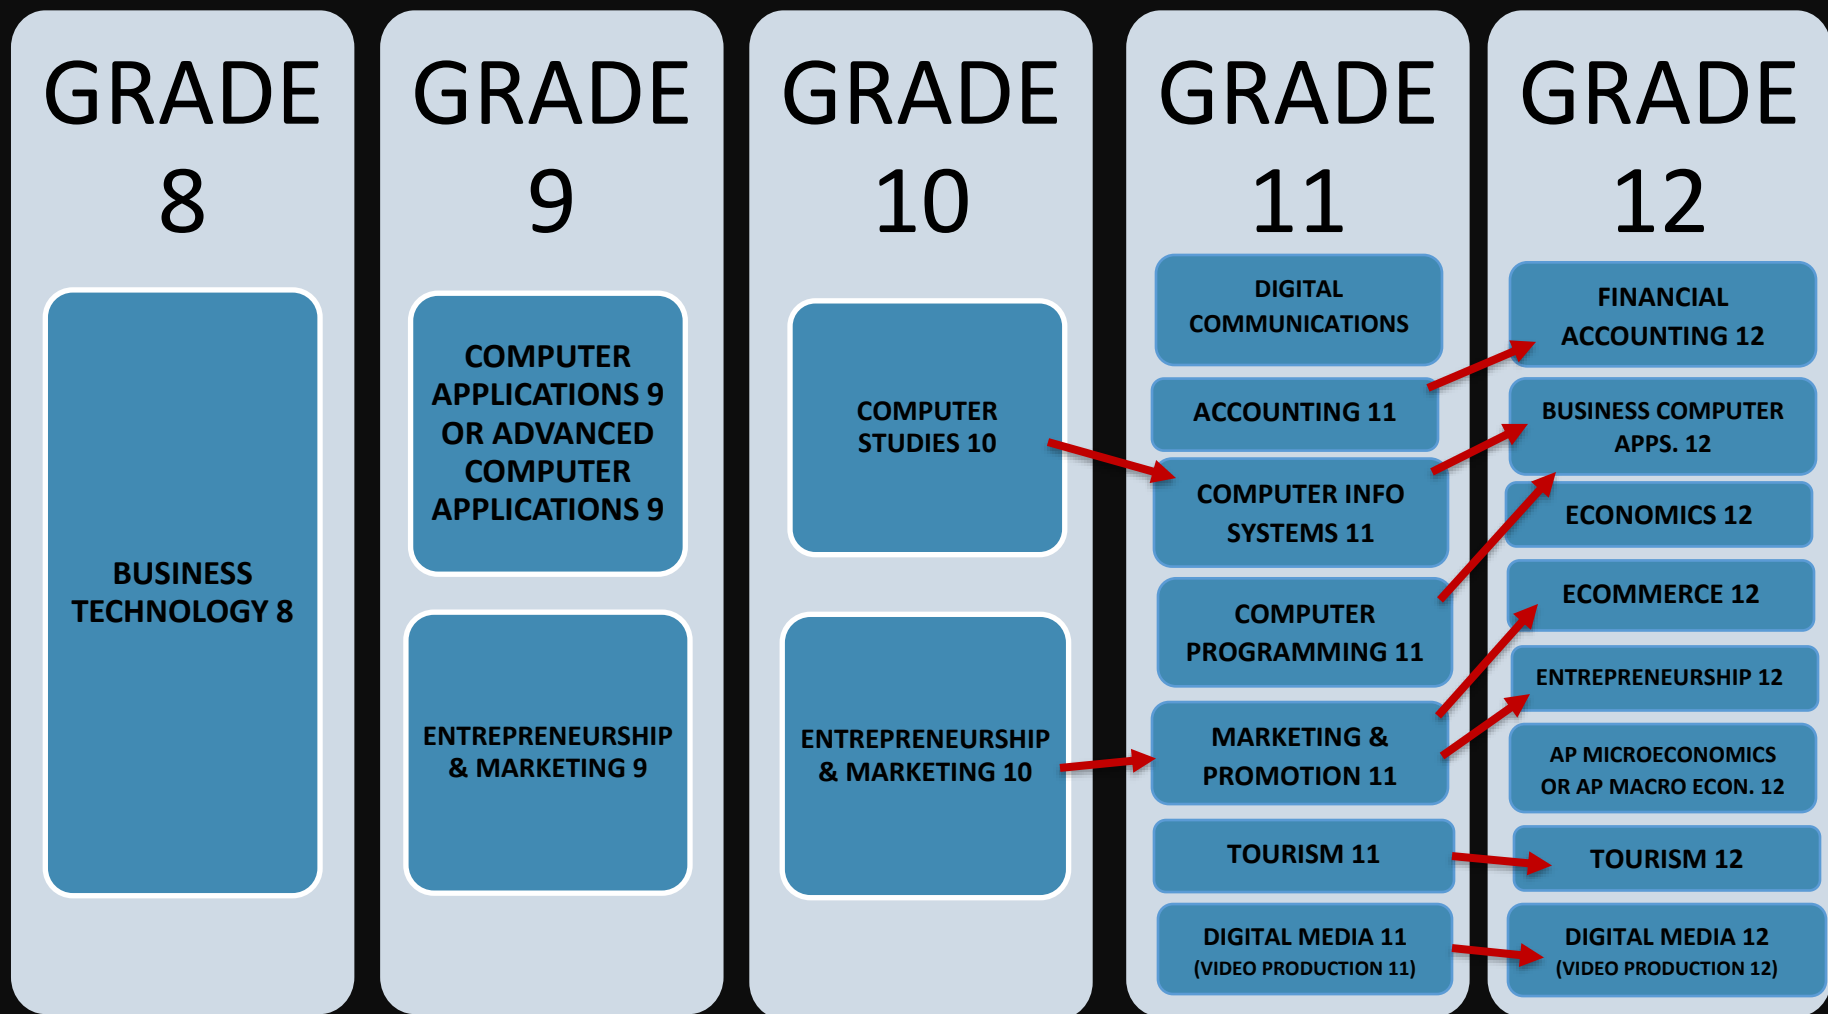 GRADE
8
BUSINESS
TECHNOLOGY 8
GRADE
9
COMPUTER
APPLICATIONS 9
OR ADVANCED
COMPUTER
APPLICATIONS 9
ENTREPRENEURSHIP
& MARKETING 9
GRADE
10
COMPUTER
STUDIES 10
ENTREPRENEURSHIP
& MARKETING 10
GRADE
11
DIGITAL
COMMUNICATIONS
ACCOUNTING 11
COMPUTER INFO
SYSTEMS 11
COMPUTER
PROGRAMMING 11
MARKETING &
PROMOTION 11
TOURISM 11
DIGITAL MEDIA 11
(VIDEO PRODUCTION 11)
GRADE
12
FINANCIAL
ACCOUNTING 12
BUSINESS COMPUTER
APPS. 12
ECONOMICS 12
ECOMMERCE 12
ENTREPRENEURSHIP 12
AP MICROECONOMICS
OR AP MACRO ECON. 12
TOURISM 12
DIGITAL MEDIA 12
(VIDEO PRODUCTION 12)